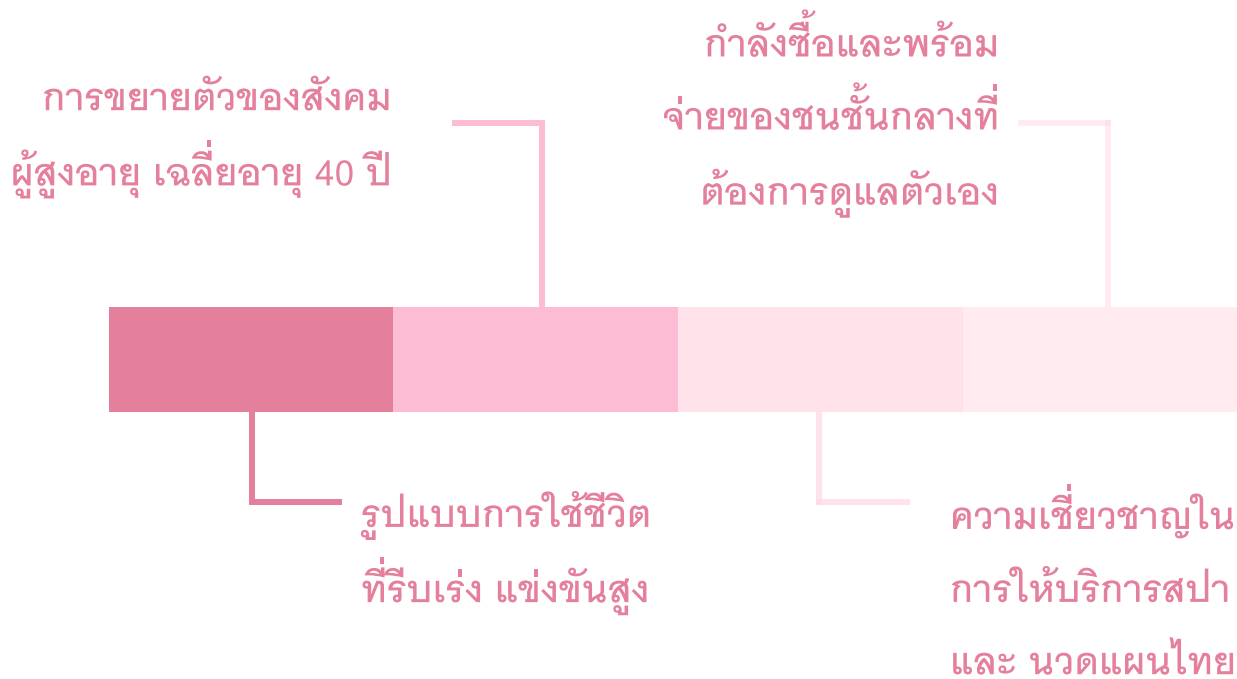 การขยายตัวของสังคม
ผู้สูงอายุ เฉลี่ยอายุ 40 ปี
กำลังซื้อและพร้อม
จ่ายของชนชั้นกลางที่
ต้องการดูแลตัวเอง
รูปแบบการใช้ชีวิต
ที่รีบเร่ง แข่งขันสูง
ความเชี่ยวชาญใน
การให้บริการสปา
และ นวดแผนไทย